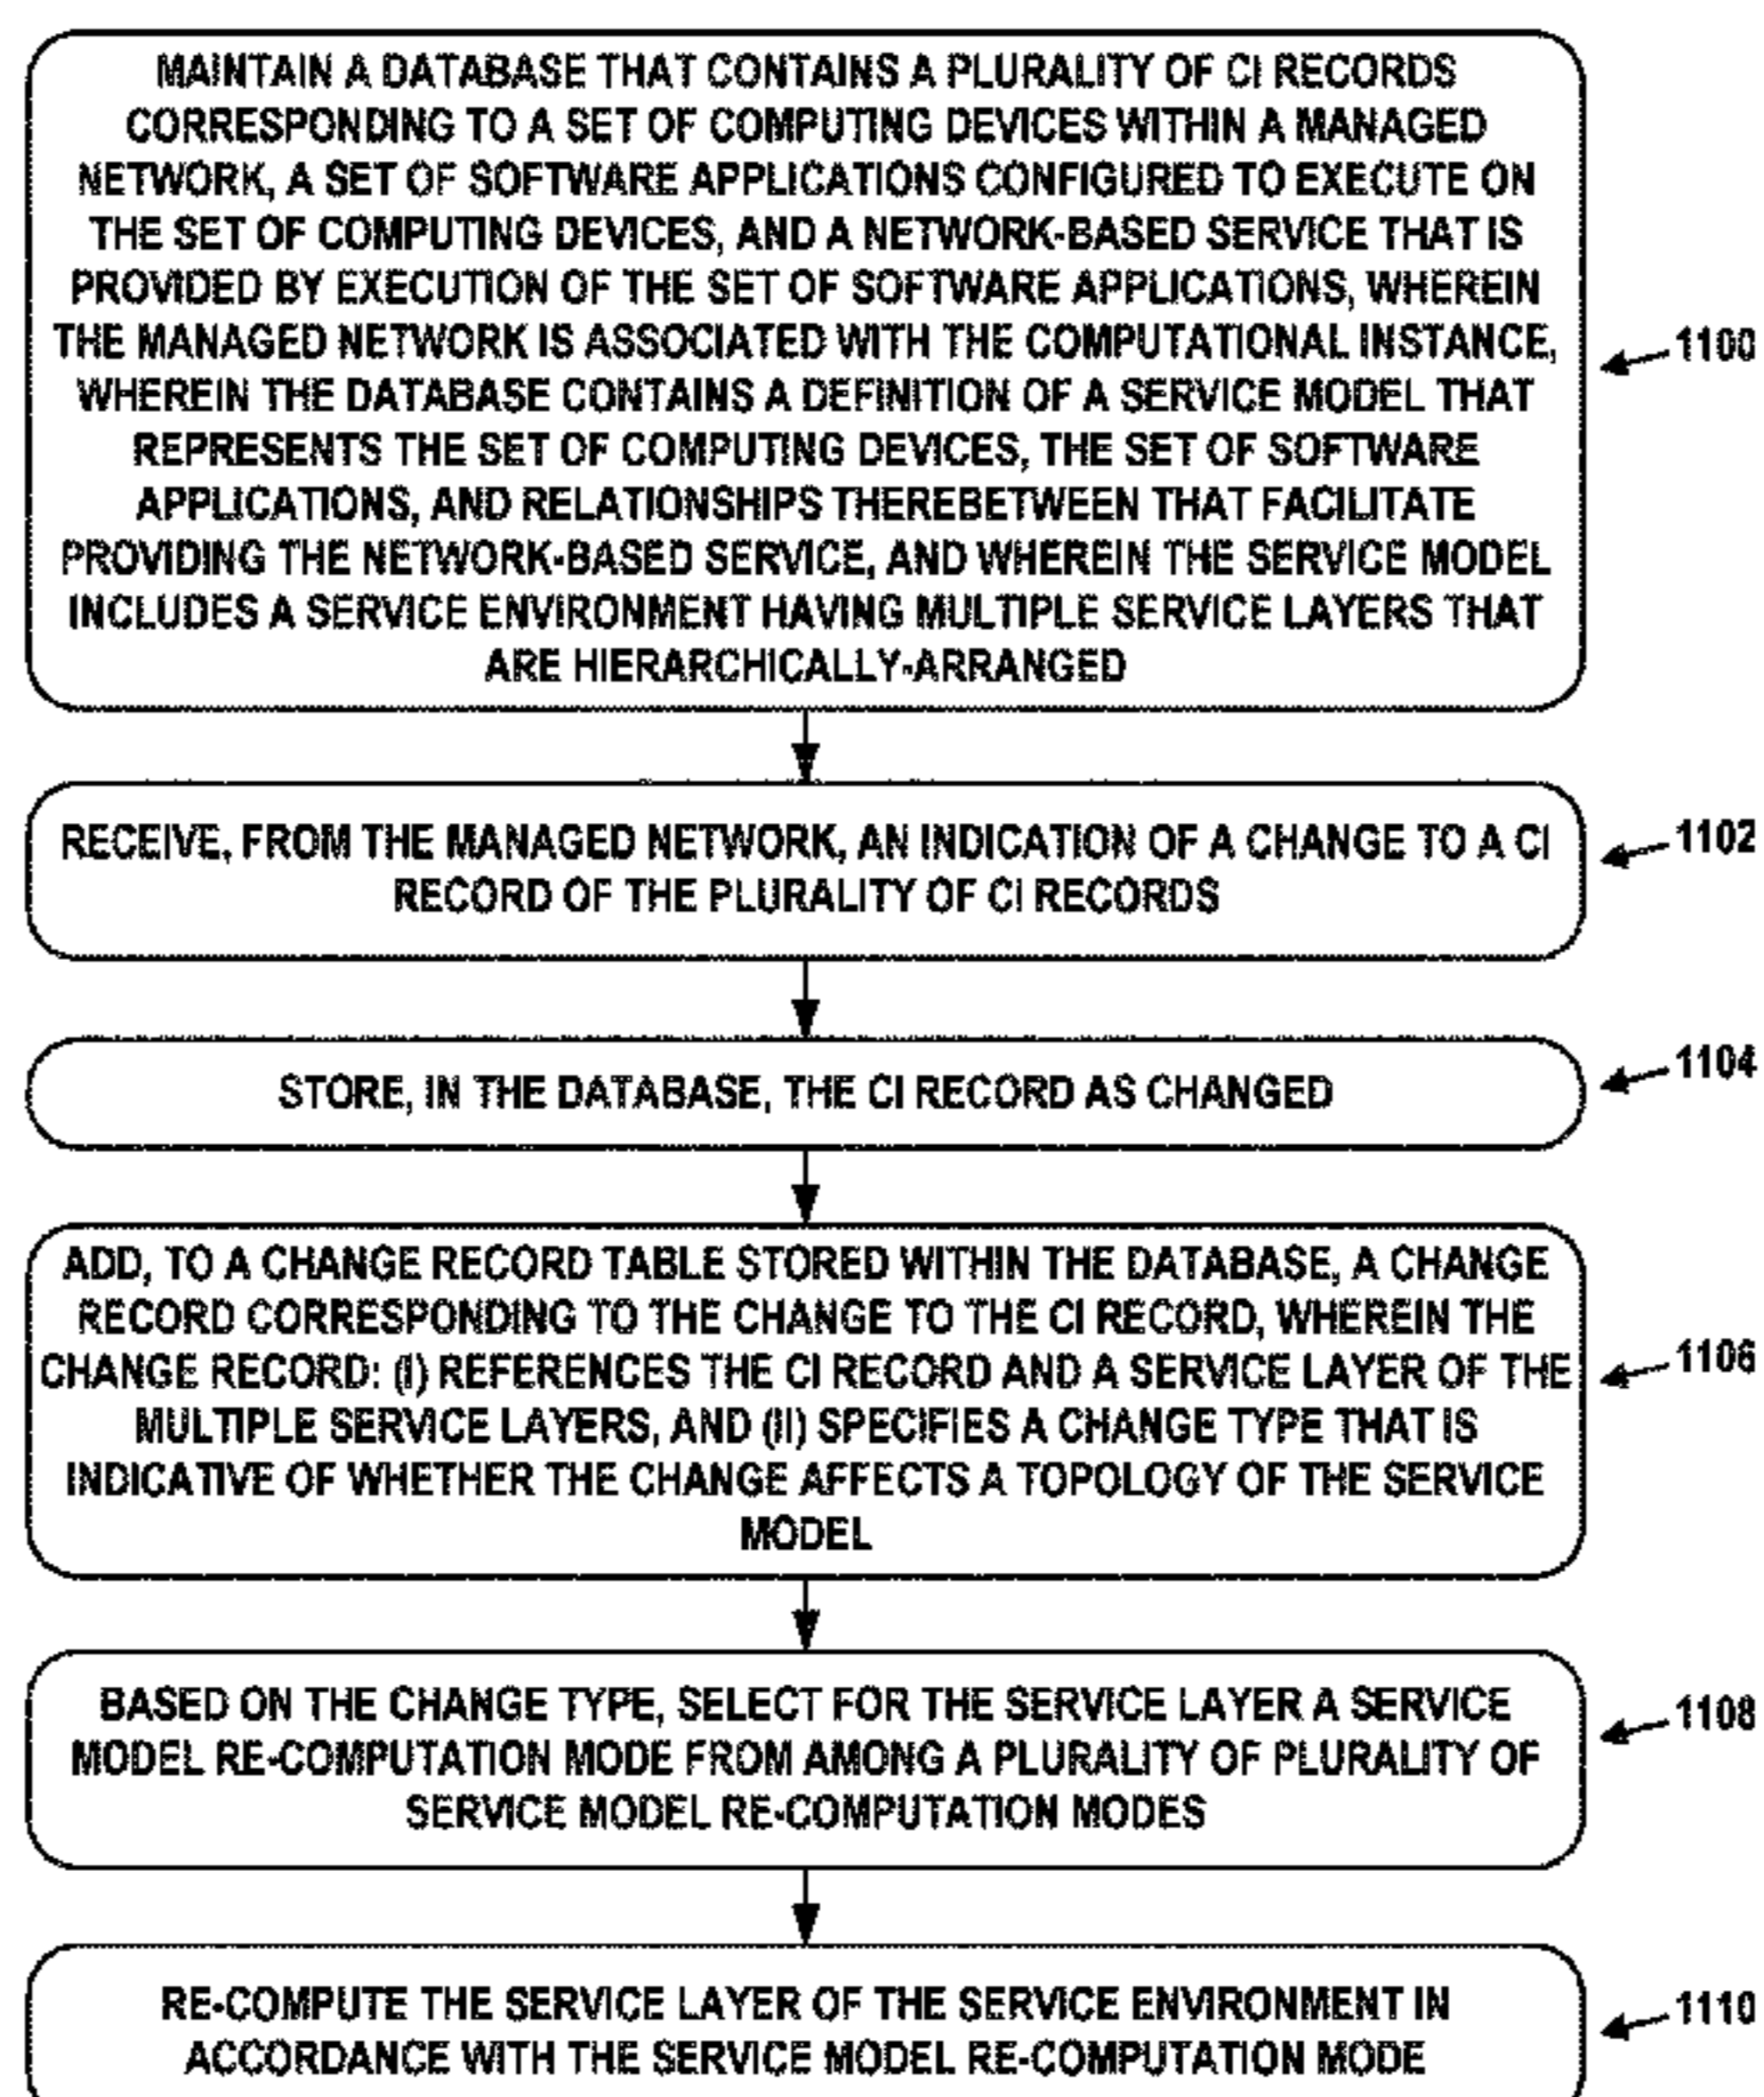 MAINTAIN A DATABASE THAT CONTAINS A PLURALITY OF CI RECORDS
CORRESPONDING TO A SET OF COMPUTING DEVICES WITHIN A MANAGED
NETWORK, A SET OF SOFTWARE APPLICATIONS CONFIGURED TO EXECUTE ON
THE SET OF COMPUTING DEVICES, AND A NETWORK-BASED SERVICE THAT IS
PROVIDED BY EXECUTION OF THE SET OF SOFTWARE APPLICATIONS, WHEREIN
THE MANAGED NETWORK IS ASSOCIATED WITH THE COMPUTATIONAL INSTANCE,
WHEREIN THE DATABASE CONTAINS A DEFINITION OF A SERVICE MODEL THAT
REPRESENTS THE SET OF COMPUTING DEVICES, THE SET OF SOFTWARE
APPLICATIONS, AND RELATIONSHIPS THEREBETWEEN THAT FACILITATE
PROVIDING THE NETWORK-BASED SERVICE, AND WHEREIN THE SERVICE MODEL
INCLUDES A SERVICE ENVIRONMENT HAVING MULTIPLE SERVICE LAYERS THAT
ARE HIERARCHICALLY-ARRANGED
1100
RECEIVE, FROM THE MANAGED NETWORK, AN INDICATION OF A CHANGE TO A CI
RECORD OF THE PLURALITY OF CI RECORDS
1102
STORE, IN THE DATABASE, THE CI RECORD AS CHANGED
1104
ADD, TO A CHANGE RECORD TABLE STORED WITHIN THE DATABASE, A CHANGE
RECORD CORRESPONDING TO THE CHANGE TO THE CI RECORD, WHEREIN THE
CHANGE RECORD: (I) REFERENCES THE CI RECORD AND A SERVICE LAYER OF THE
MULTIPLE SERVICE LAYERS, AND (II) SPECIFIES A CHANGE TYPE THAT IS
INDICATIVE OF WHETHER THE CHANGE AFFECTS A TOPOLOGY OF THE SERVICE
MODEL
1106
BASED ON THE CHANGE TYPE, SELECT FOR THE SERVICE LAYER A SERVICE
MODEL RE-COMPUTATION MODE FROM AMONG A PLURALITY OF PLURALITY OF
SERVICE MODEL RE-COMPUTATION MODES
1108
RE-COMPUTE THE SERVICE LAYER OF THE SERVICE ENVIRONMENT IN
ACCORDANCE WITH THE SERVICE MODEL RE-COMPUTATION MODE
1110